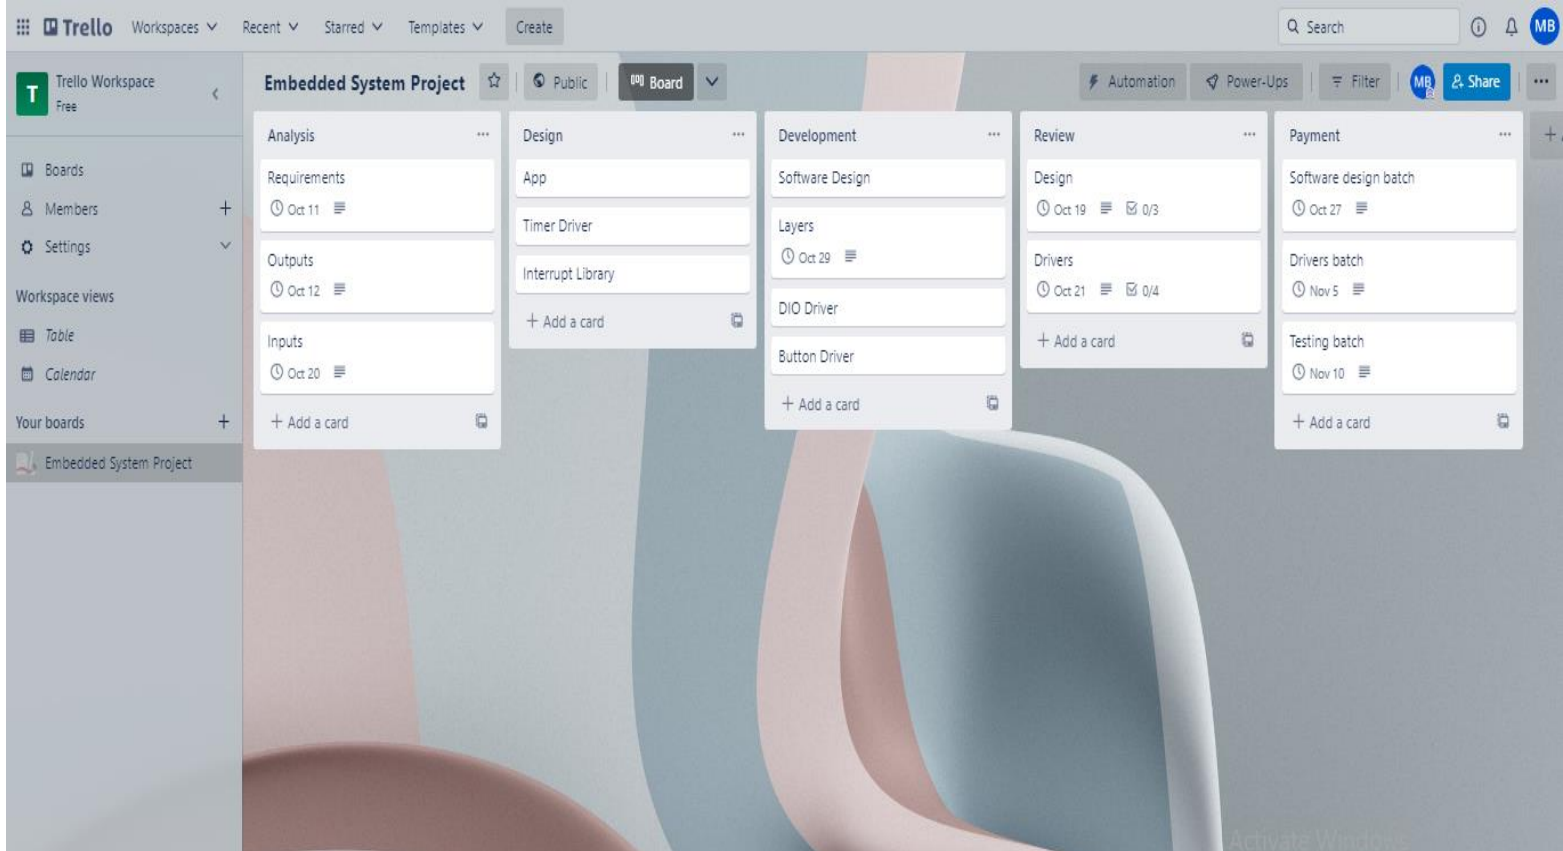 Trello Workspaces Recent Starred Templates Create Search MB
T Trello Workspace
Free
Boards
Members
Settings
Workspace views
Table
Calendar
Your boards
Embedded System Project
Embedded System Project Public Board Automation Power-Ups Filter MB Share
Analysis
Requirements
Oct 11
Outputs
Oct 12
Inputs
Oct 20
+ Add a card
Design
App
Timer Driver
Interrupt Library
+ Add a card
Development
Software Design
Layers
Oct 29
DIO Driver
Button Driver
+ Add a card
Review
Design
Oct 19 0/3
Drivers
Oct 21 0/4
+ Add a card
Payment
Software design batch
Oct 27
Drivers batch
Nov 5
Testing batch
Nov 10
+ Add a card
Activate Windows